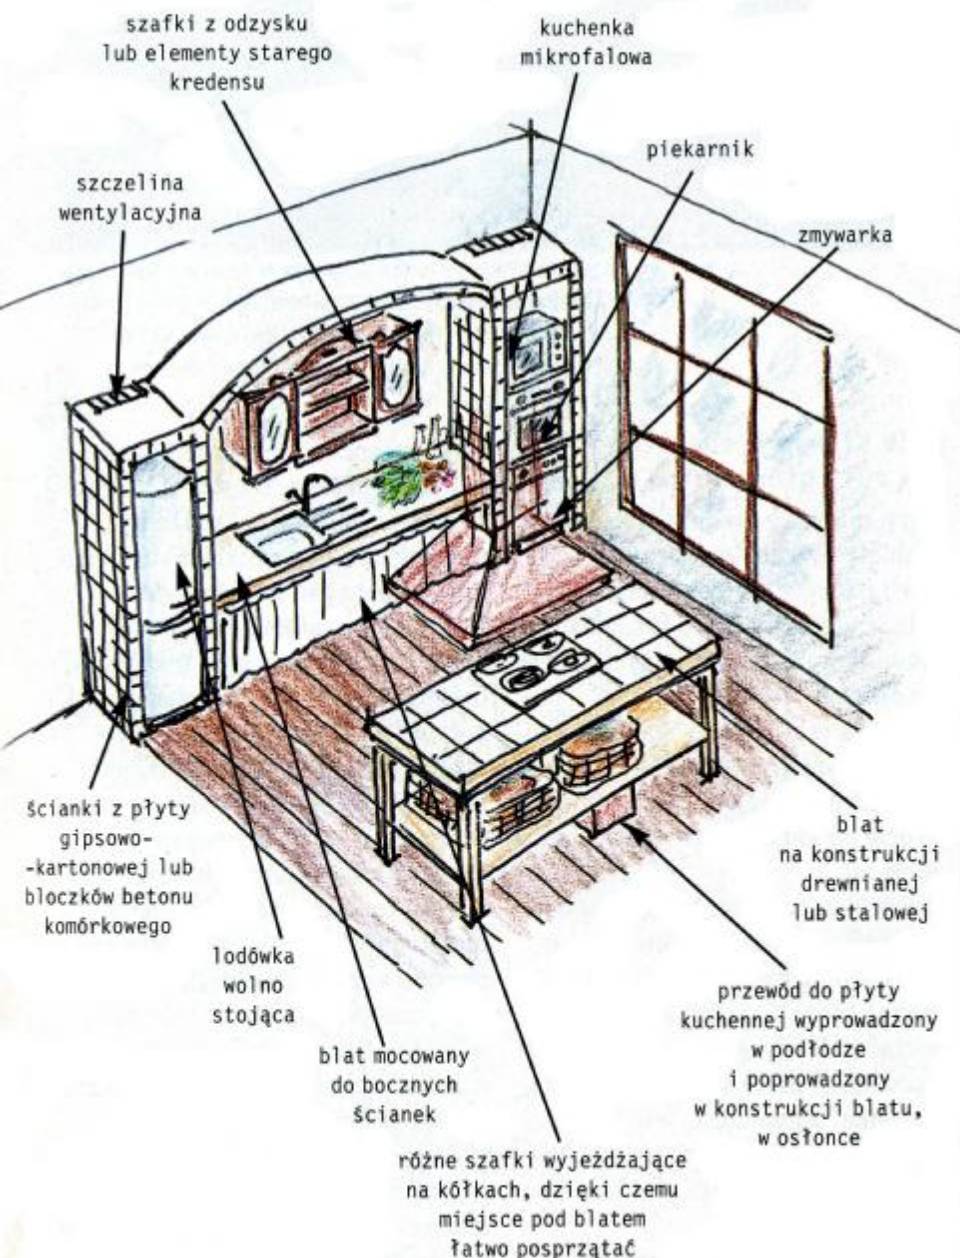 szafki z odzysku
lub elementy starego
kredensu
kuchenka
mikrofalowa
piekarnik
szczelina
wentylacyjna
zmywarka
ścianki z płyty
gipsowo-
-kartonowej lub
bloczków betonu
komórkowego
lodówka
wolno
stojąca
blat mocowany
do bocznych
ścianek
różne szafki wyjeżdżające
na kółkach, dzięki czemu
miejsce pod blatem
łatwo posprzątać
blat
na konstrukcji
drewnianej
lub stalowej
przewód do płyty
kuchennej wyprowadzony
w podłodze
i poprowadzony
w konstrukcji blatu,
w osłonce